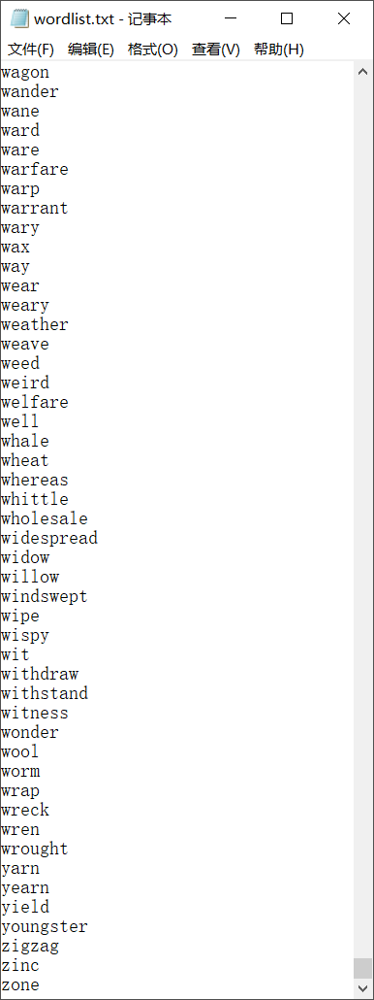 wordlist.txt - 记事本
文件(F) 编辑(E) 格式(O) 查看(V) 帮助(H)
wagon
wander
wane
ward
ware
warfare
warp
warrant
wary
wax
way
wear
weary
weather
weave
weed
weird
welfare
well
whale
wheat
whereas
whittle
wholesale
widespread
widow
willow
windswept
wipe
wispy
wit
withdraw
withstand
witness
wonder
wool
worm
wrap
wreck
wren
wrought
yarn
yearn
yield
youngster
zigzag
zinc
zone